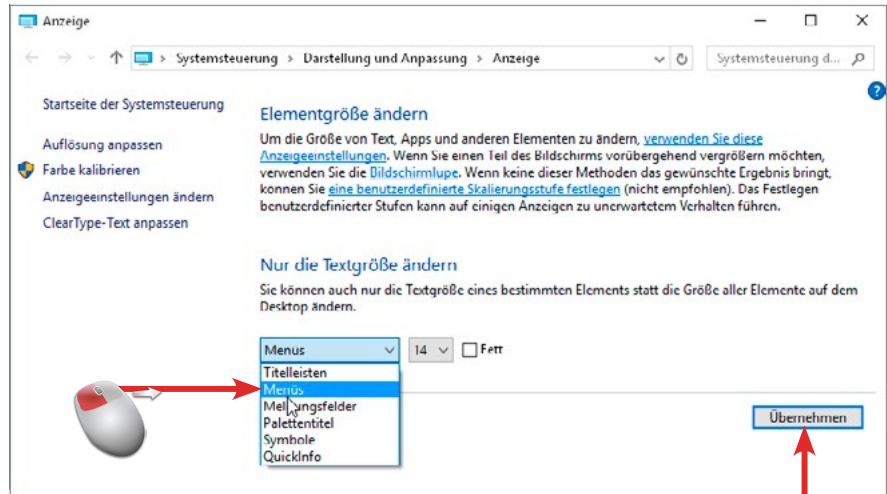 Anzeige
Systemsteuerung > Darstellung und Anpassung > Anzeige
Systemsteuerung d...
Startseite der Systemsteuerung
Auflösung anpassen
Farbe kalibrieren
Anzeigeeinstellungen ändern
ClearType-Text anpassen
?
Elementgröße ändern
Um die Größe von Text, Apps und anderen Elementen zu ändern, verwenden Sie diese
Anzeigeeinstellungen. Wenn Sie einen Teil des Bildschirms vorübergehend vergrößern möchten,
verwenden Sie die Bildschirmlupe. Wenn keine dieser Methoden das gewünschte Ergebnis bringt,
können Sie eine benutzerdefinierte Skalierungsstufe festlegen (nicht empfohlen). Das Festlegen
benutzerdefinierter Stufen kann auf einigen Anzeigen zu unerwartetem Verhalten führen.
Nur die Textgröße ändern
Sie können auch nur die Textgröße eines bestimmten Elements statt die Größe aller Elemente auf dem
Desktop ändern.
Menüs 14 Fett
Titelleisten
Menüs
Meldungsfelder
Palettentitel
Symbole
QuickInfo
Übernehmen